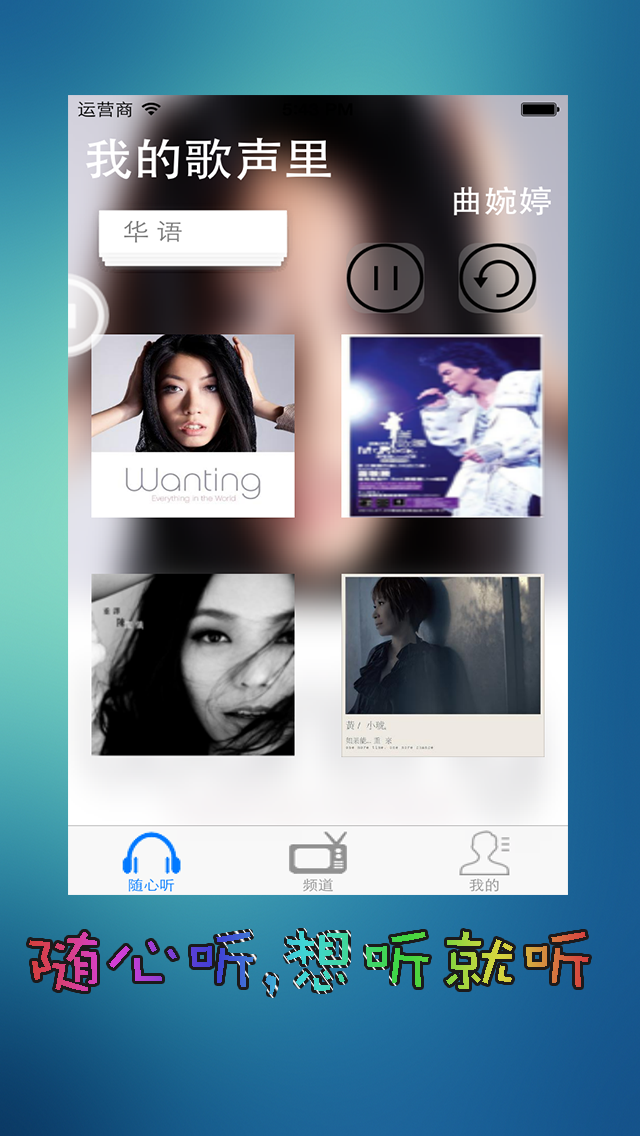 运营商
我的歌声里
曲婉婷
华语
Wanting
Everything in the World
黄！小琥
随心听
频道
我的
随心听,想听就听